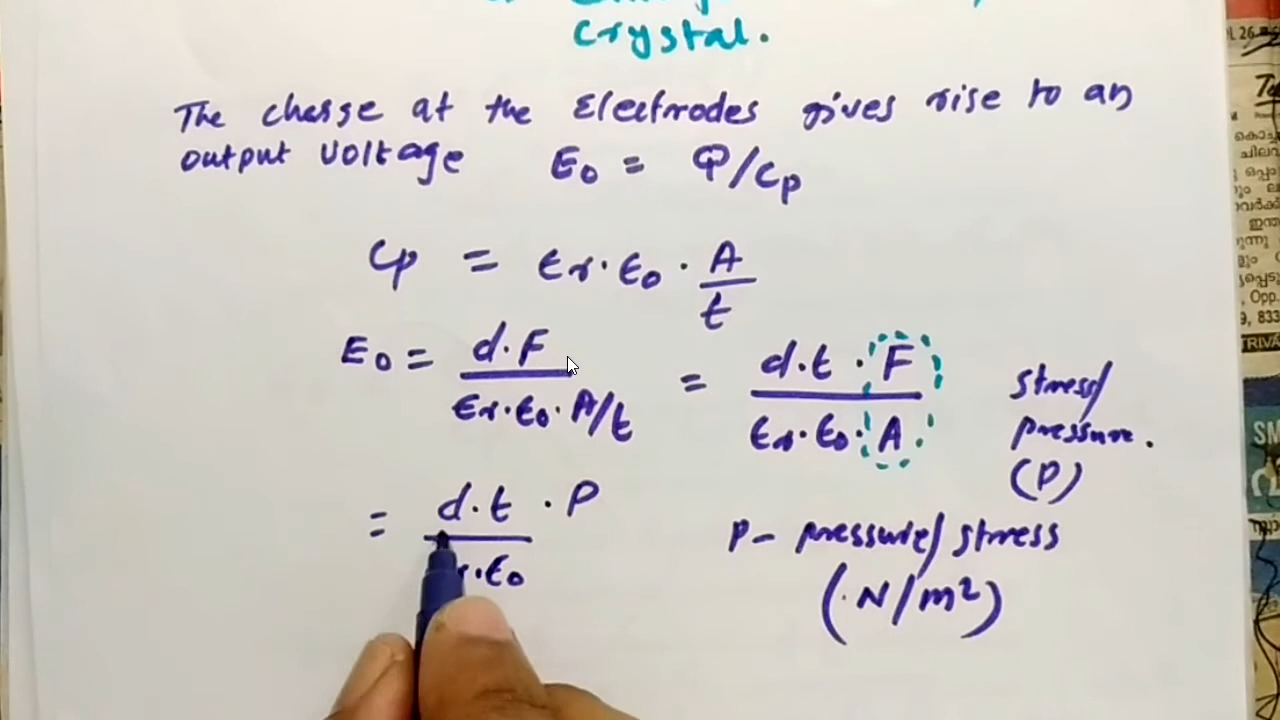 crystal.
The charge at the Electrodes gives rise to an
output voltage E₀ = Q/Cp
Cp = εr·ε₀ · A/t
E₀ = d·F / εr·ε₀·A/t = d·t·F / εr·ε₀·A
stress/
pressure.
(P)
= d·t / r·ε₀ · P
P- pressure/stress
(N/m²)